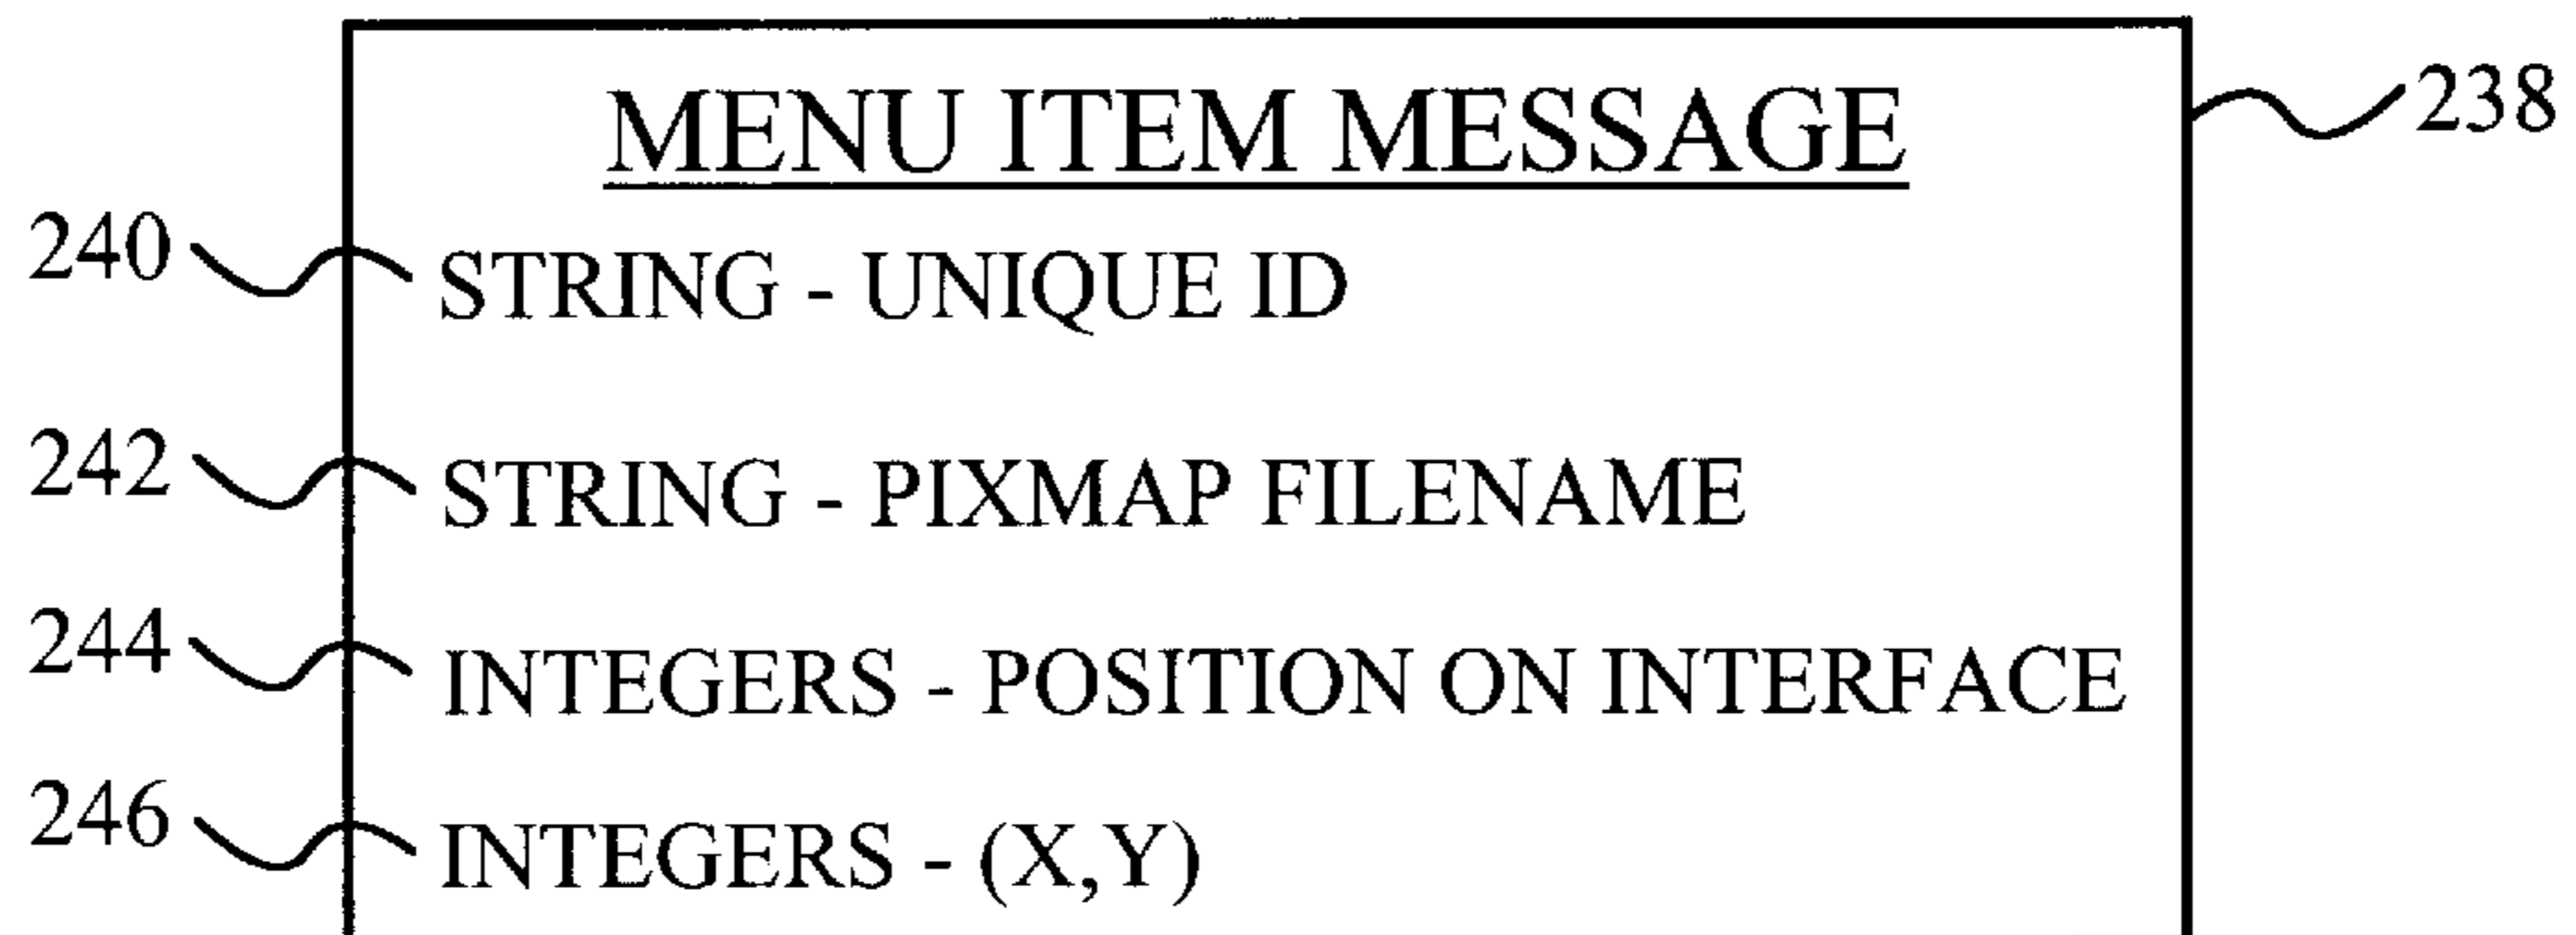 MENU ITEM MESSAGE
238
240
STRING - UNIQUE ID
242
STRING - PIXMAP FILENAME
244
INTEGERS - POSITION ON INTERFACE
246
INTEGERS - (X,Y)